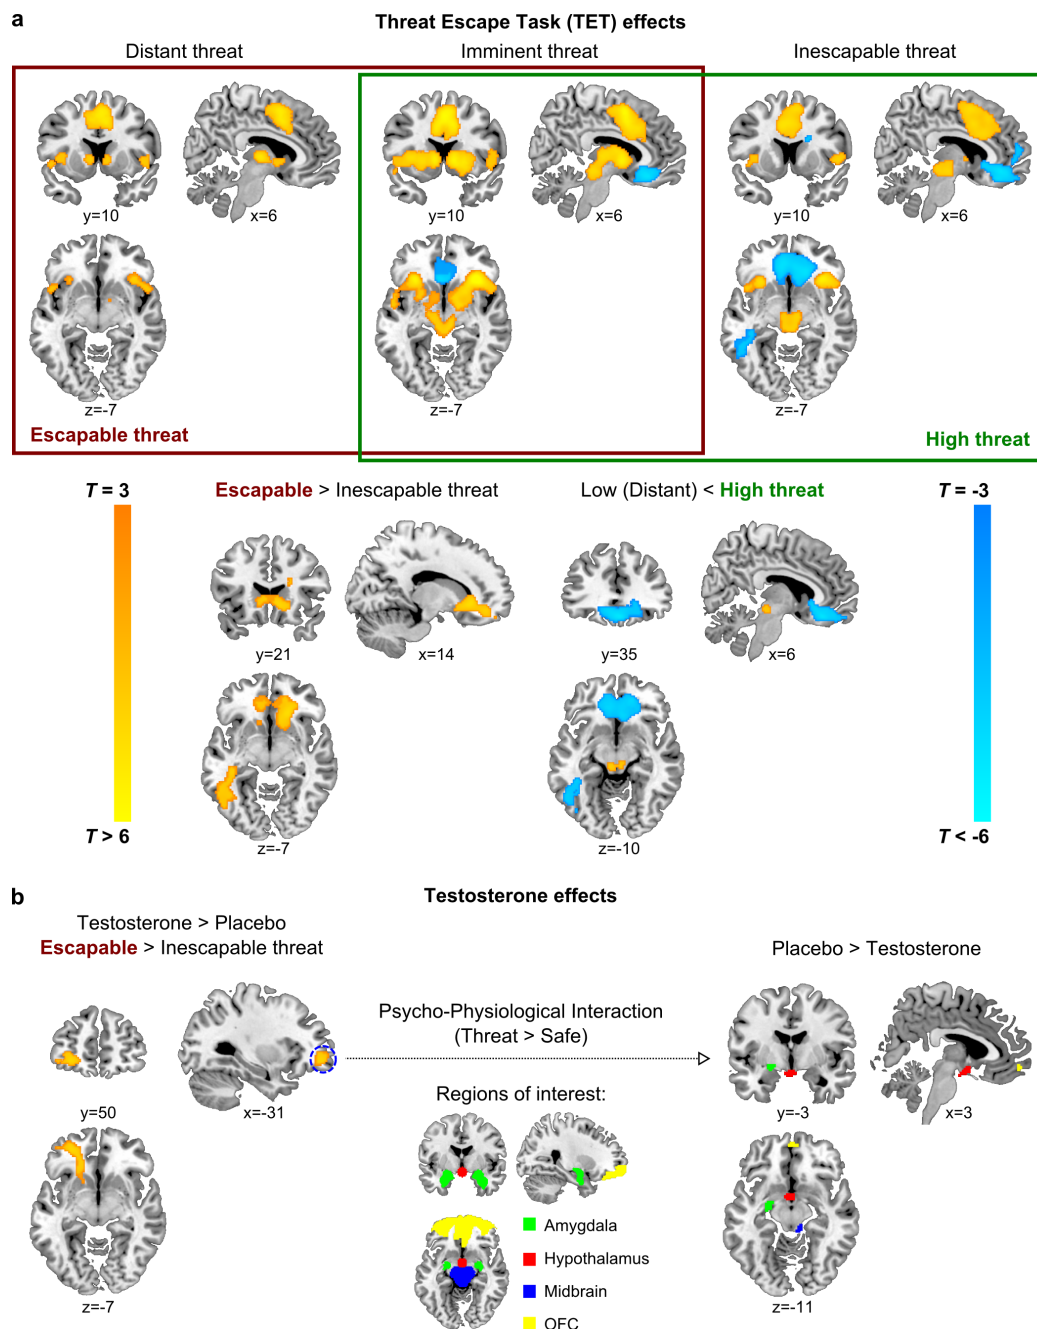 a
Threat Escape Task (TET) effects
Distant threat
Imminent threat
Inescapable threat
y=10
x=6
y=10
x=6
y=10
x=6
z=-7
z=-7
z=-7
Escapable threat
High threat
T = 3
Escapable > Inescapable threat
Low (Distant) < High threat
T = -3
y=21
x=14
y=35
x=6
T > 6
z=-7
z=-10
T < -6
b
Testosterone effects
Testosterone > Placebo
Escapable > Inescapable threat
Placebo > Testosterone
Psycho-Physiological Interaction
(Threat > Safe)
y=50
x=-31
Regions of interest:
y=-3
x=3
Amygdala
Hypothalamus
Midbrain
OFC
z=-7
z=-11